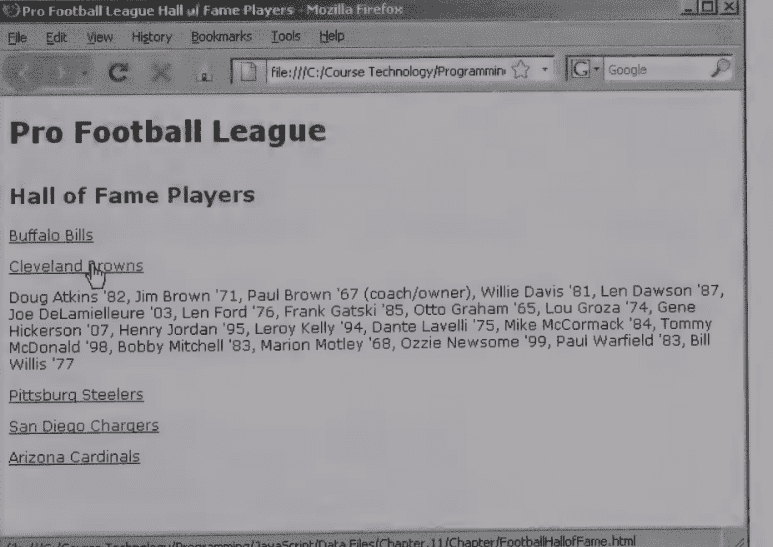 Pro Football League Hall of Fame Players - Mozilla Firefox
File Edit View History Bookmarks Tools Help
file:///C:/Course Technology/Programmin
G Google
Pro Football League
Hall of Fame Players
Buffalo Bills
Cleveland Browns
Doug Atkins '82, Jim Brown '71, Paul Brown '67 (coach/owner), Willie Davis '81, Len Dawson '87,
Joe DeLamielleure '03, Len Ford '76, Frank Gatski '85, Otto Graham '65, Lou Groza '74, Gene
Hickerson '07, Henry Jordan '95, Leroy Kelly '94, Dante Lavelli '75, Mike McCormack '84, Tommy
McDonald '98, Bobby Mitchell '83, Marion Motley '68, Ozzie Newsome '99, Paul Warfield '83, Bill
Willis '77
Pittsburg Steelers
San Diego Chargers
Arizona Cardinals
Technology/Programming/JavaScript/Data Files/Chapter.11/Chapter/FootballHallofFame.html